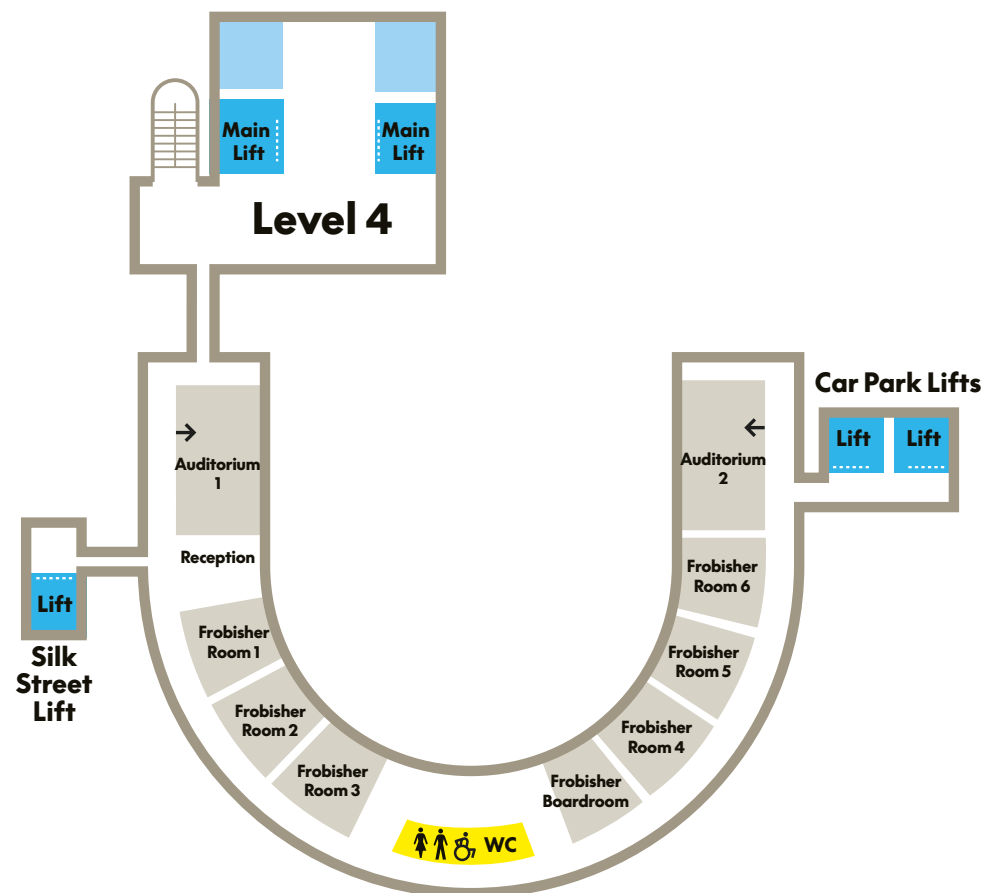 Main
Lift
Main
Lift
Level 4
Car Park Lifts
Lift
Lift
Auditorium
1
Auditorium
2
Reception
Lift
Silk
Street
Lift
Frobisher
Room 1
Frobisher
Room 2
Frobisher
Room 3
WC
Frobisher
Boardroom
Frobisher
Room 4
Frobisher
Room 5
Frobisher
Room 6